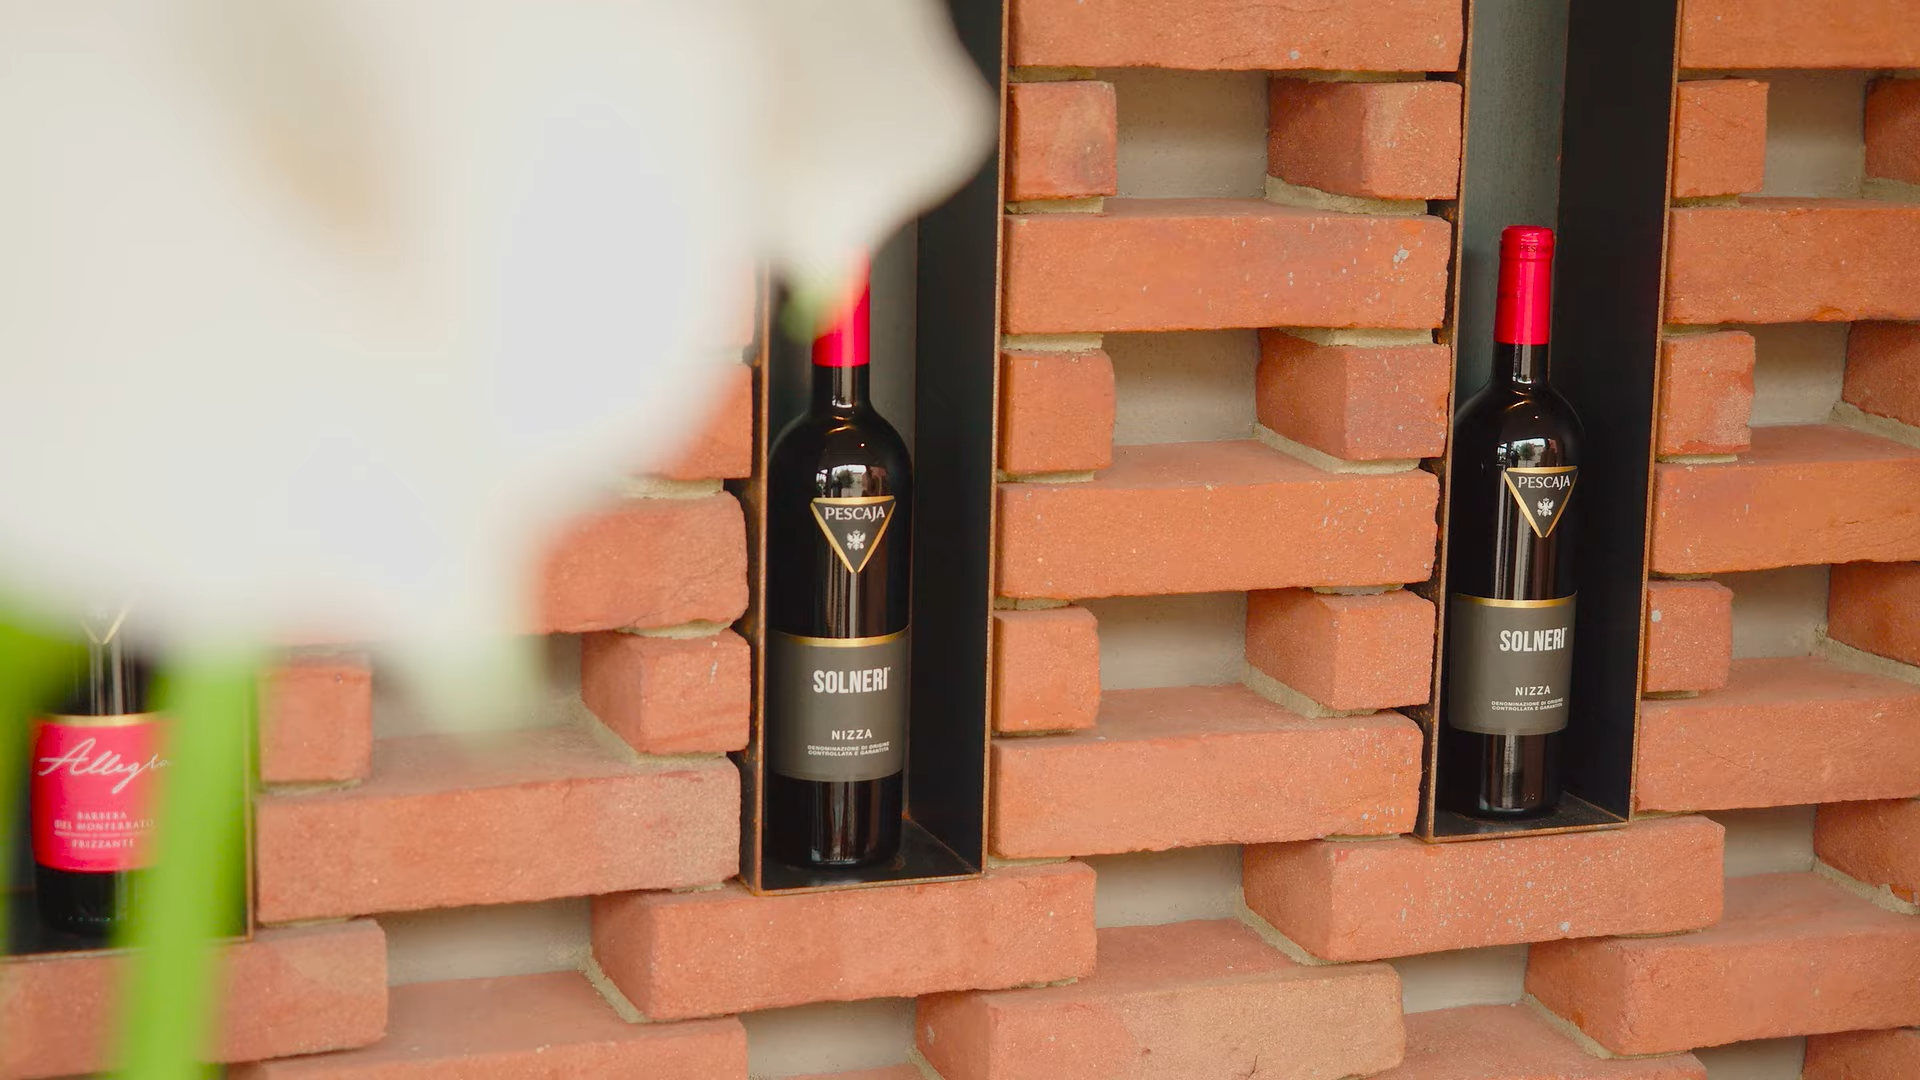 PESCAJA
SOLNERI
NIZZA
DENOMINAZIONE DI ORIGINE
CONTROLLATA E GARANTITA
PESCAJA
SOLNERI
NIZZA
DENOMINAZIONE DI ORIGINE
CONTROLLATA E GARANTITA
Allegra
BARBERA
DEL MONFERRATO
FRIZZANTE